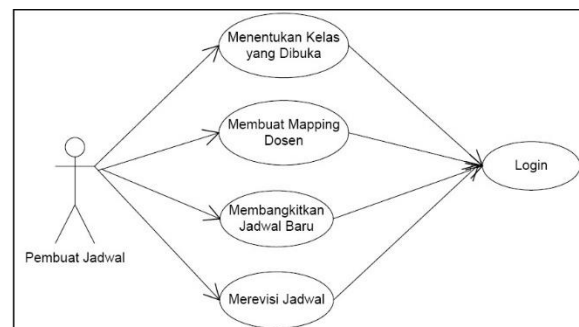 Menentukan Kelas
yang Dibuka
Membuat Mapping
Dosen
Login
Membangkitkan
Jadwal Baru
Pembuat Jadwal
Merevisi Jadwal